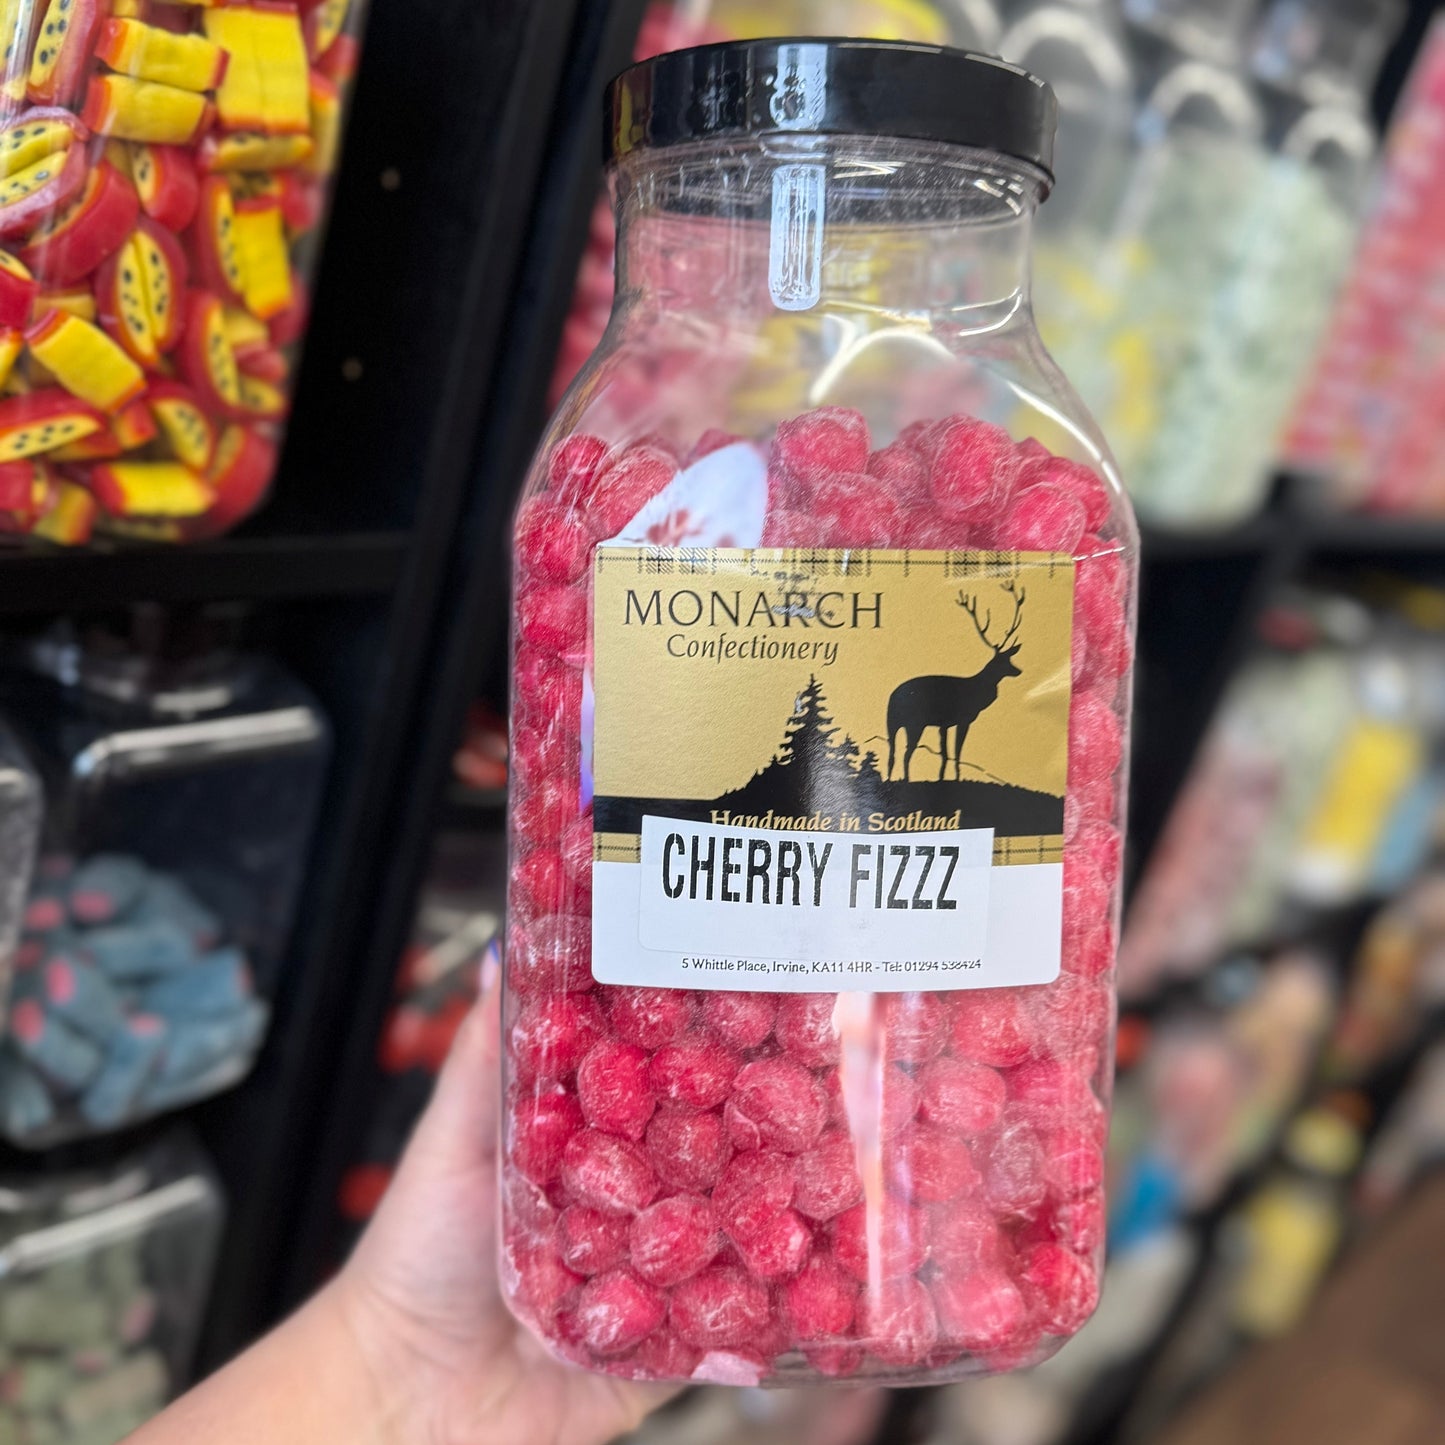 MONARCH
Confectionery
Handmade in Scotland
CHERRY FIZZZ
5 Whittle Place, Irvine, KA11 4HR - Tel: 01294 538424